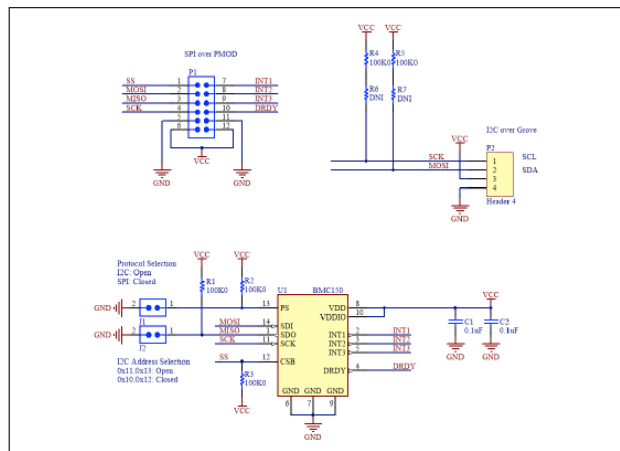 SPI over PMOD
P1
SS 1 7 INT1
MOSI 2 8 INT2
MISO 3 9 INT3
SCK 4 10 DRDY
5 11
6 12
VCC
GND GND
VCC VCC
R4 R5
100K0 100K0
R6 R7
DNI DNI
I2C over Grove
P2
SCK 1 SCL
MOSI 2 SDA
VCC 3
4
Header 4
GND
Protocol Selection
I2C: Open
SPI: Closed
VCC VCC
R1 R2
100K0 100K0
GND 2 1
J1
GND 2 1
J2
I2C Address Selection
0x11,0x13: Open
0x10,0x12: Closed
U1 BMC150
13 PS
MOSI 14 SDI
MISO 1 SDO
SCK 11 SCK
SS 12 CSB
R3
100K0
VCC
VDD 8
VDDIO 10
INT1 2 INT1
INT2 3 INT2
INT3 5
DRDY 4 DRDY
GND GND GND
6 7 9
GND
VCC
C1 C2
0.1uF 0.1uF
GND GND